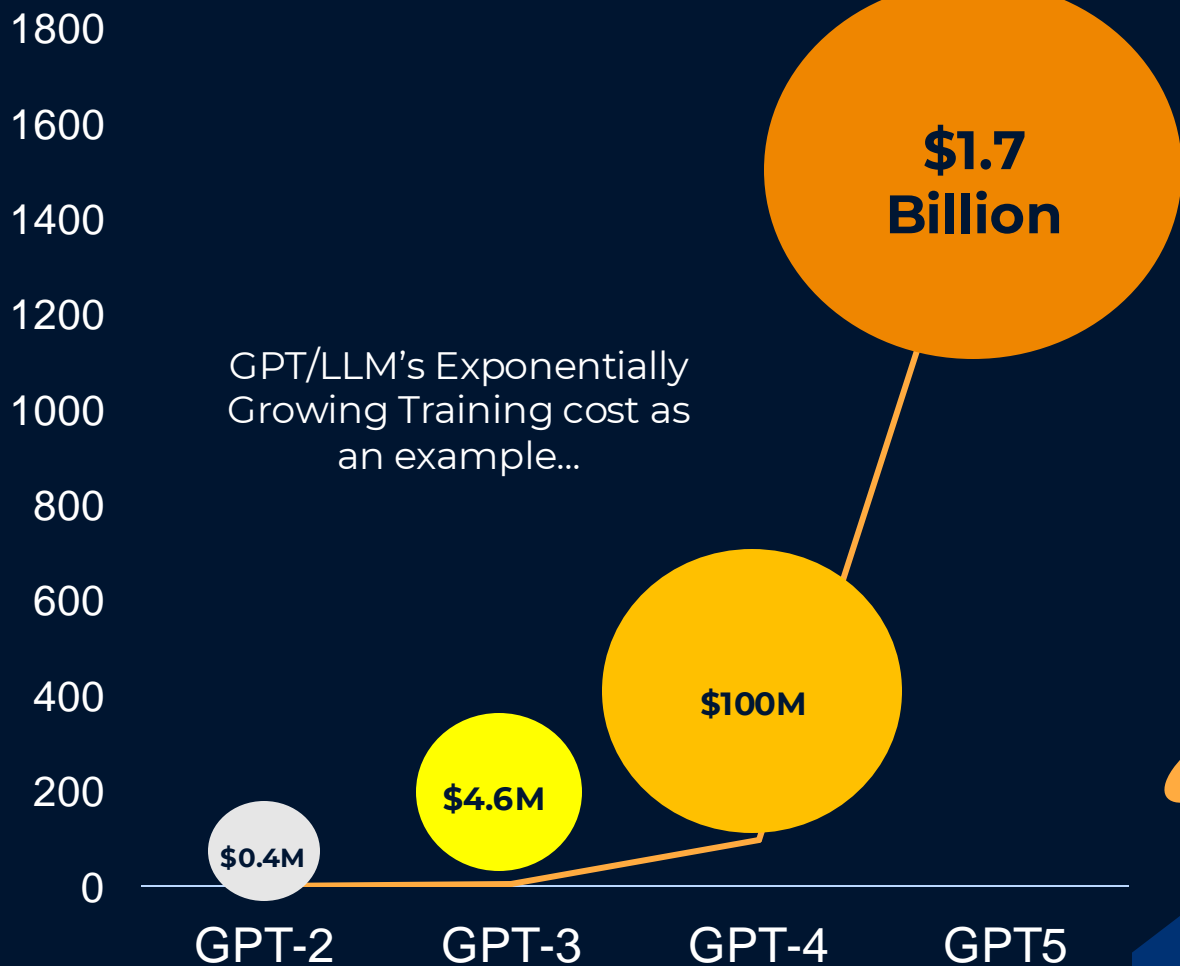 1800
1600
1400
1200
1000
800
600
400
200
0
$1.7
Billion
GPT/LLM’s Exponentially
Growing Training cost as
an example...
$100M
$4.6M
$0.4M
GPT-2
GPT-3
GPT-4
GPT5